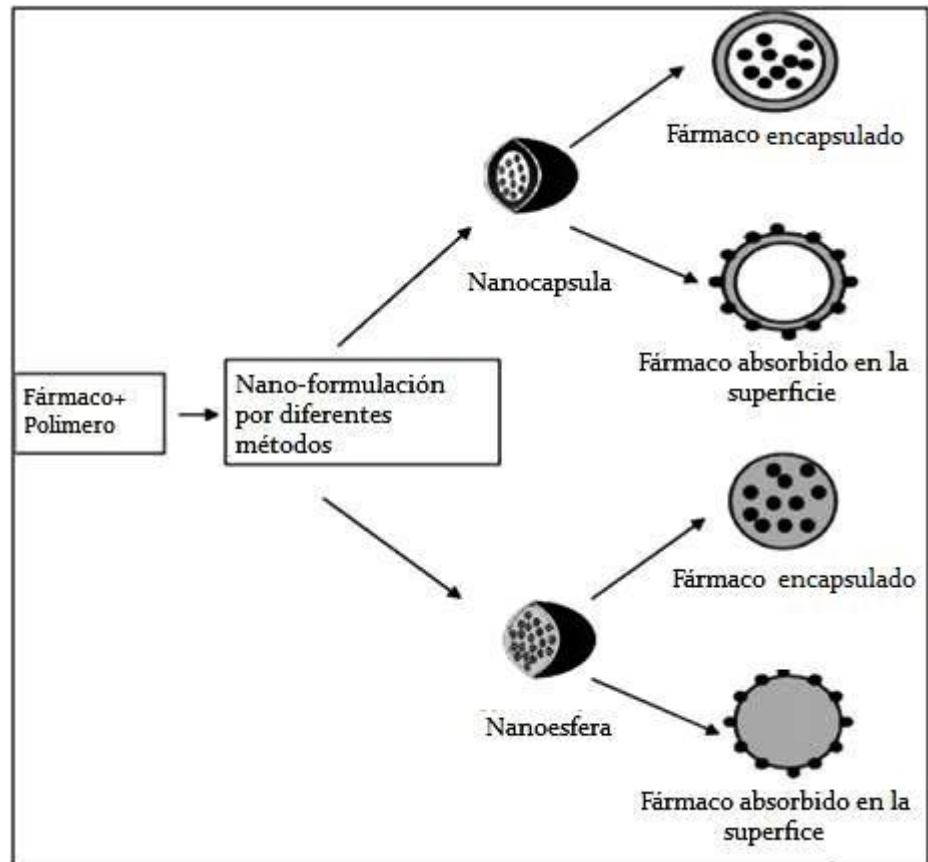 Fármaco encapsulado
Nanocapsula
Fármaco absorbido en la
superficie
Fármaco+
Polimero
Nano-formulación
por diferentes
métodos
Fármaco encapsulado
Nanoesfera
Fármaco absorbido en la
superfice